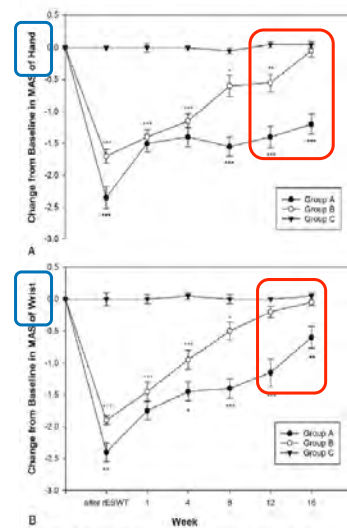 Change from Baseline in MAS of Hand
0.5
0.0
-0.5
-1.0
-1.5
-2.0
-2.5
-3.0
***
***
***
*
**
***
***
***
***
Group A
Group B
Group C
A
Change from Baseline in MAS of Wrist
0.5
0.0
-0.5
-1.0
-1.5
-2.0
-2.5
-3.0
***
***
***
*
**
*
***
***
**
Group A
Group B
Group C
after rESWT 1 4 8 12 16
B
Week